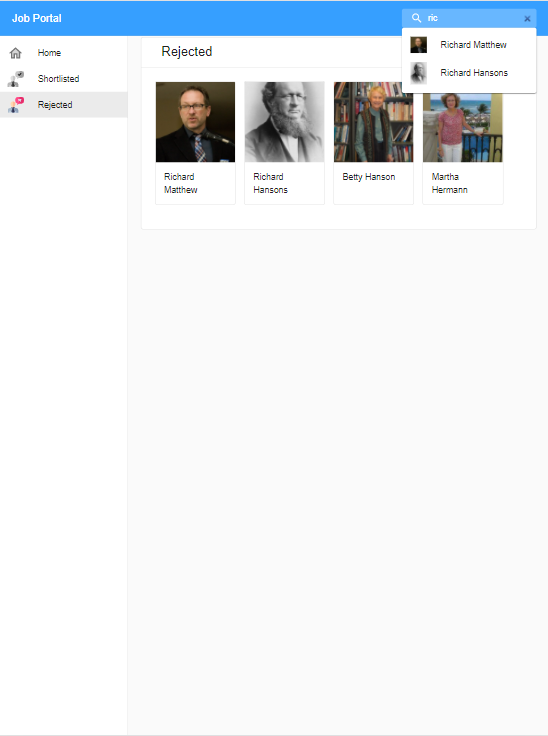 Job Portal
ric
x
Richard Matthew
Richard Hansons
Home
Shortlisted
Rejected
Rejected
Richard
Matthew
Richard
Hansons
Betty Hanson
Martha
Hermann